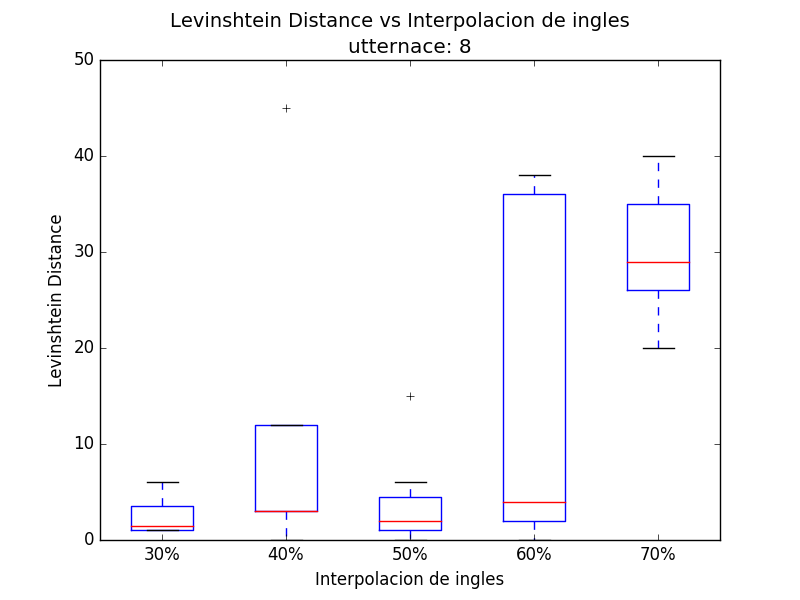 Levinshtein Distance vs Interpolacion de ingles
utternace: 8
50
40
30
20
10
0
Levinshtein Distance
30% 40% 50% 60% 70%
Interpolacion de ingles